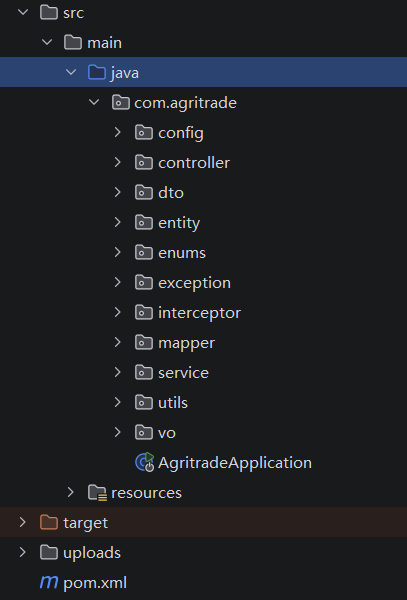 src
main
java
com.agritrade
config
controller
dto
entity
enums
exception
interceptor
mapper
service
utils
vo
AgritradeApplication
resources
target
uploads
pom.xml